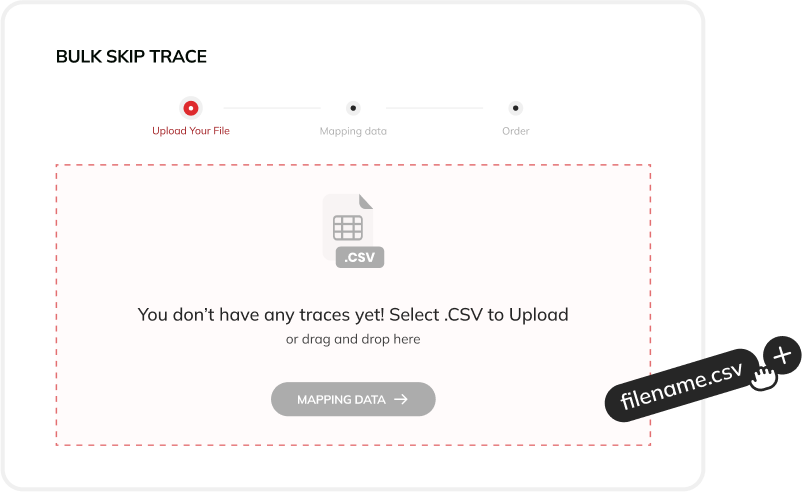 BULK SKIP TRACE
Upload Your File
Mapping data
Order
.CSV
You don’t have any traces yet! Select .CSV to Upload
or drag and drop here
filename.csv
MAPPING DATA